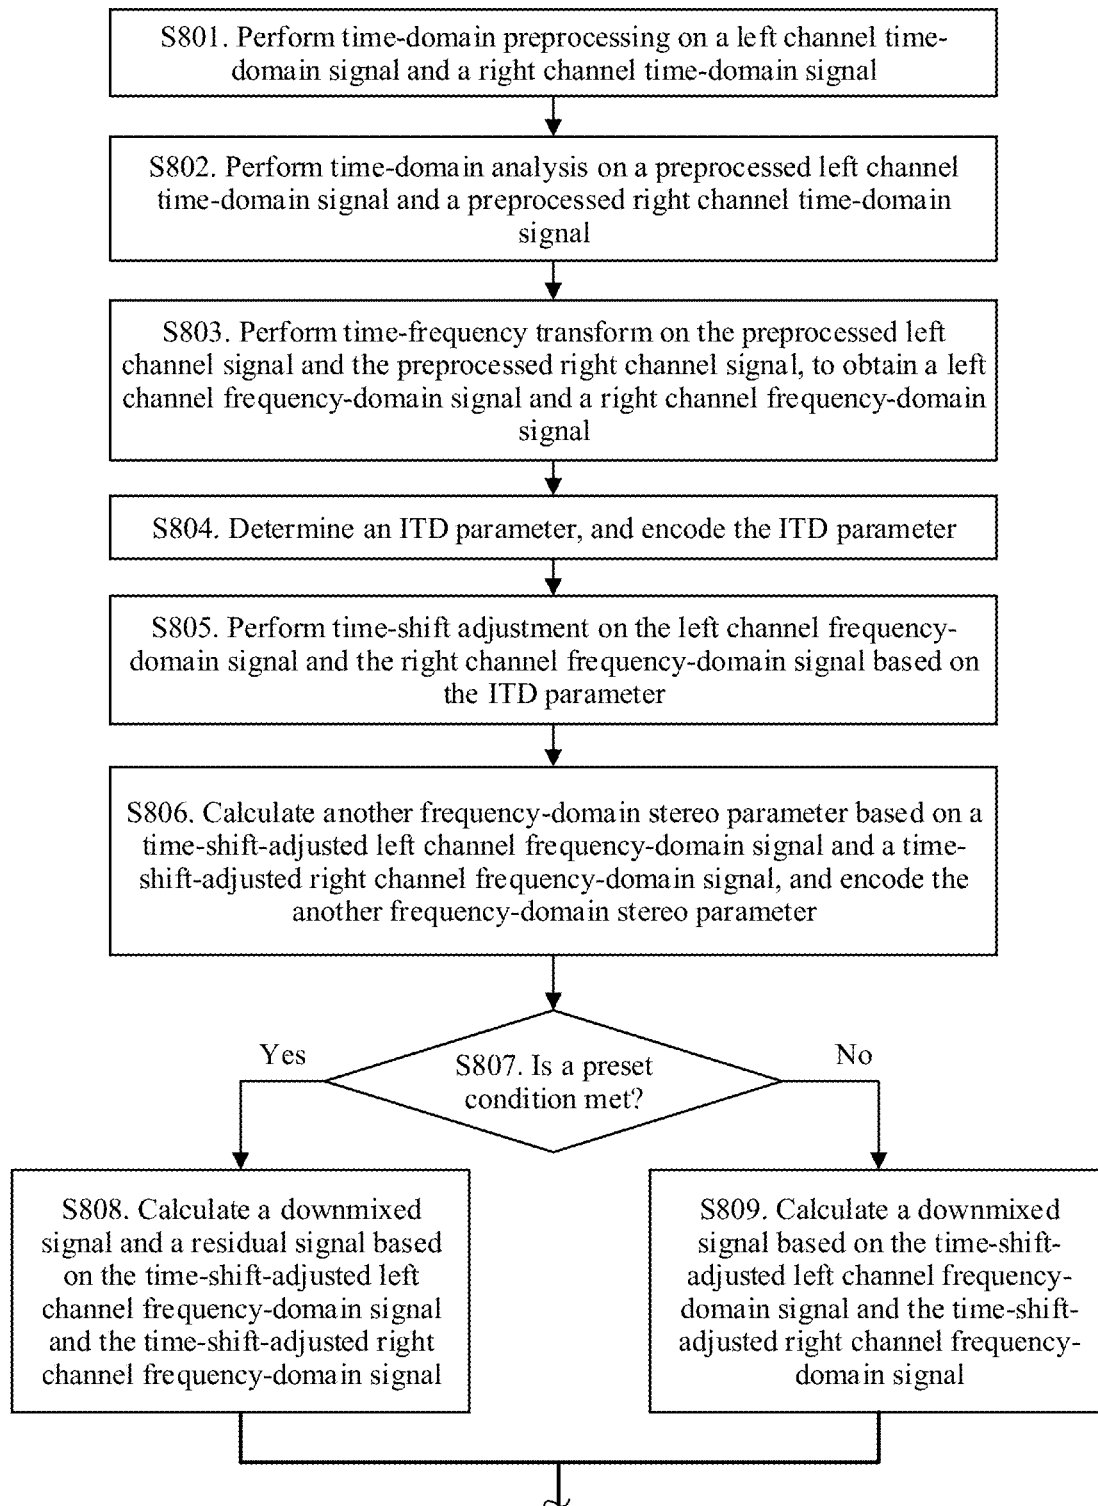 S801. Perform time-domain preprocessing on a left channel time-
domain signal and a right channel time-domain signal
S802. Perform time-domain analysis on a preprocessed left channel
time-domain signal and a preprocessed right channel time-domain
signal
S803. Perform time-frequency transform on the preprocessed left
channel signal and the preprocessed right channel signal, to obtain a left
channel frequency-domain signal and a right channel frequency-domain
signal
S804. Determine an ITD parameter, and encode the ITD parameter
S805. Perform time-shift adjustment on the left channel frequency-
domain signal and the right channel frequency-domain signal based on
the ITD parameter
S806. Calculate another frequency-domain stereo parameter based on a
time-shift-adjusted left channel frequency-domain signal and a time-
shift-adjusted right channel frequency-domain signal, and encode the
another frequency-domain stereo parameter
Yes
No
S807. Is a preset
condition met?
S808. Calculate a downmixed
signal and a residual signal based
on the time-shift-adjusted left
channel frequency-domain signal
and the time-shift-adjusted right
channel frequency-domain signal
S809. Calculate a downmixed
signal based on the time-shift-
adjusted left channel frequency-
domain signal and the time-shift-
adjusted right channel frequency-
domain signal